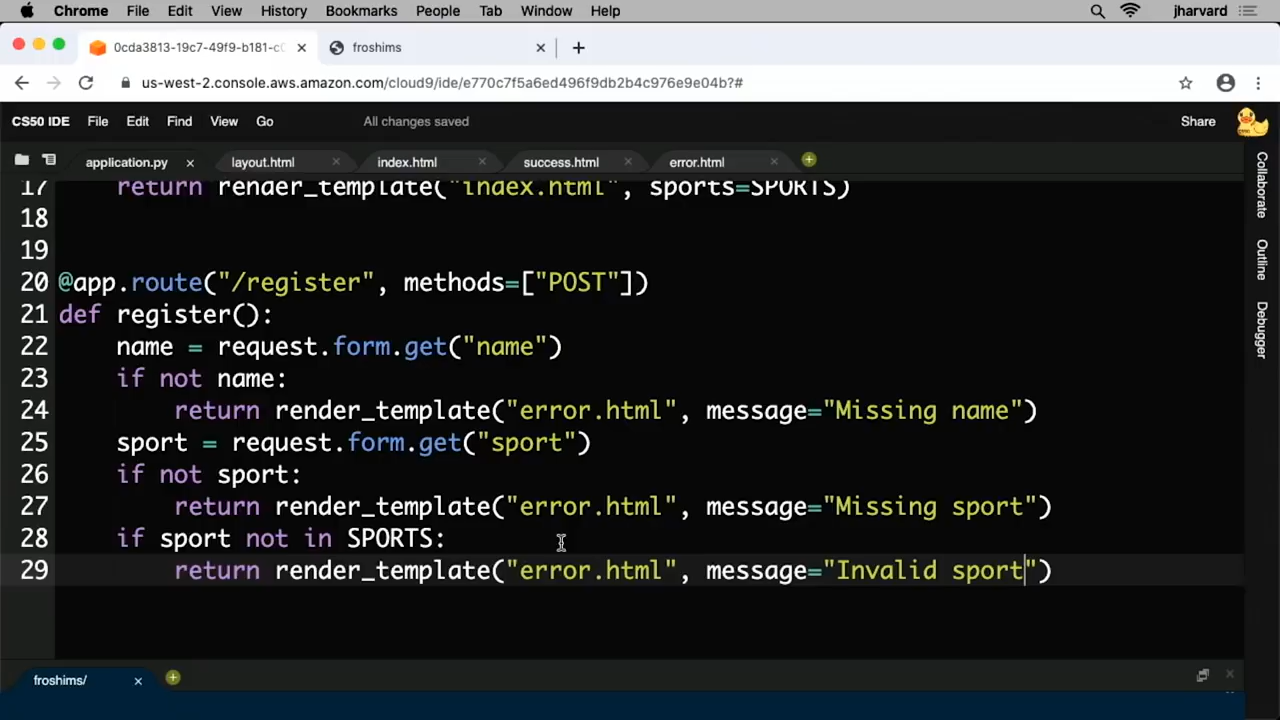 Chrome File Edit View History Bookmarks People Tab Window Help jharvard
0cda3813-19c7-49f9-b181-c froshims
us-west-2.console.aws.amazon.com/cloud9/ide/e770c7f5a6ed496f9db2b4c976e9e04b?#
CS50 IDE File Edit Find View Go All changes saved Share
application.py layout.html index.html success.html error.html
17 return render_template("index.html", sports=SPORTS)
18
19
20 @app.route("/register", methods=["POST"])
21 def register():
22 name = request.form.get("name")
23 if not name:
24 return render_template("error.html", message="Missing name")
25 sport = request.form.get("sport")
26 if not sport:
27 return render_template("error.html", message="Missing sport")
28 if sport not in SPORTS:
29 return render_template("error.html", message="Invalid sport")
froshims/
Collaborate
Outline
Debugger